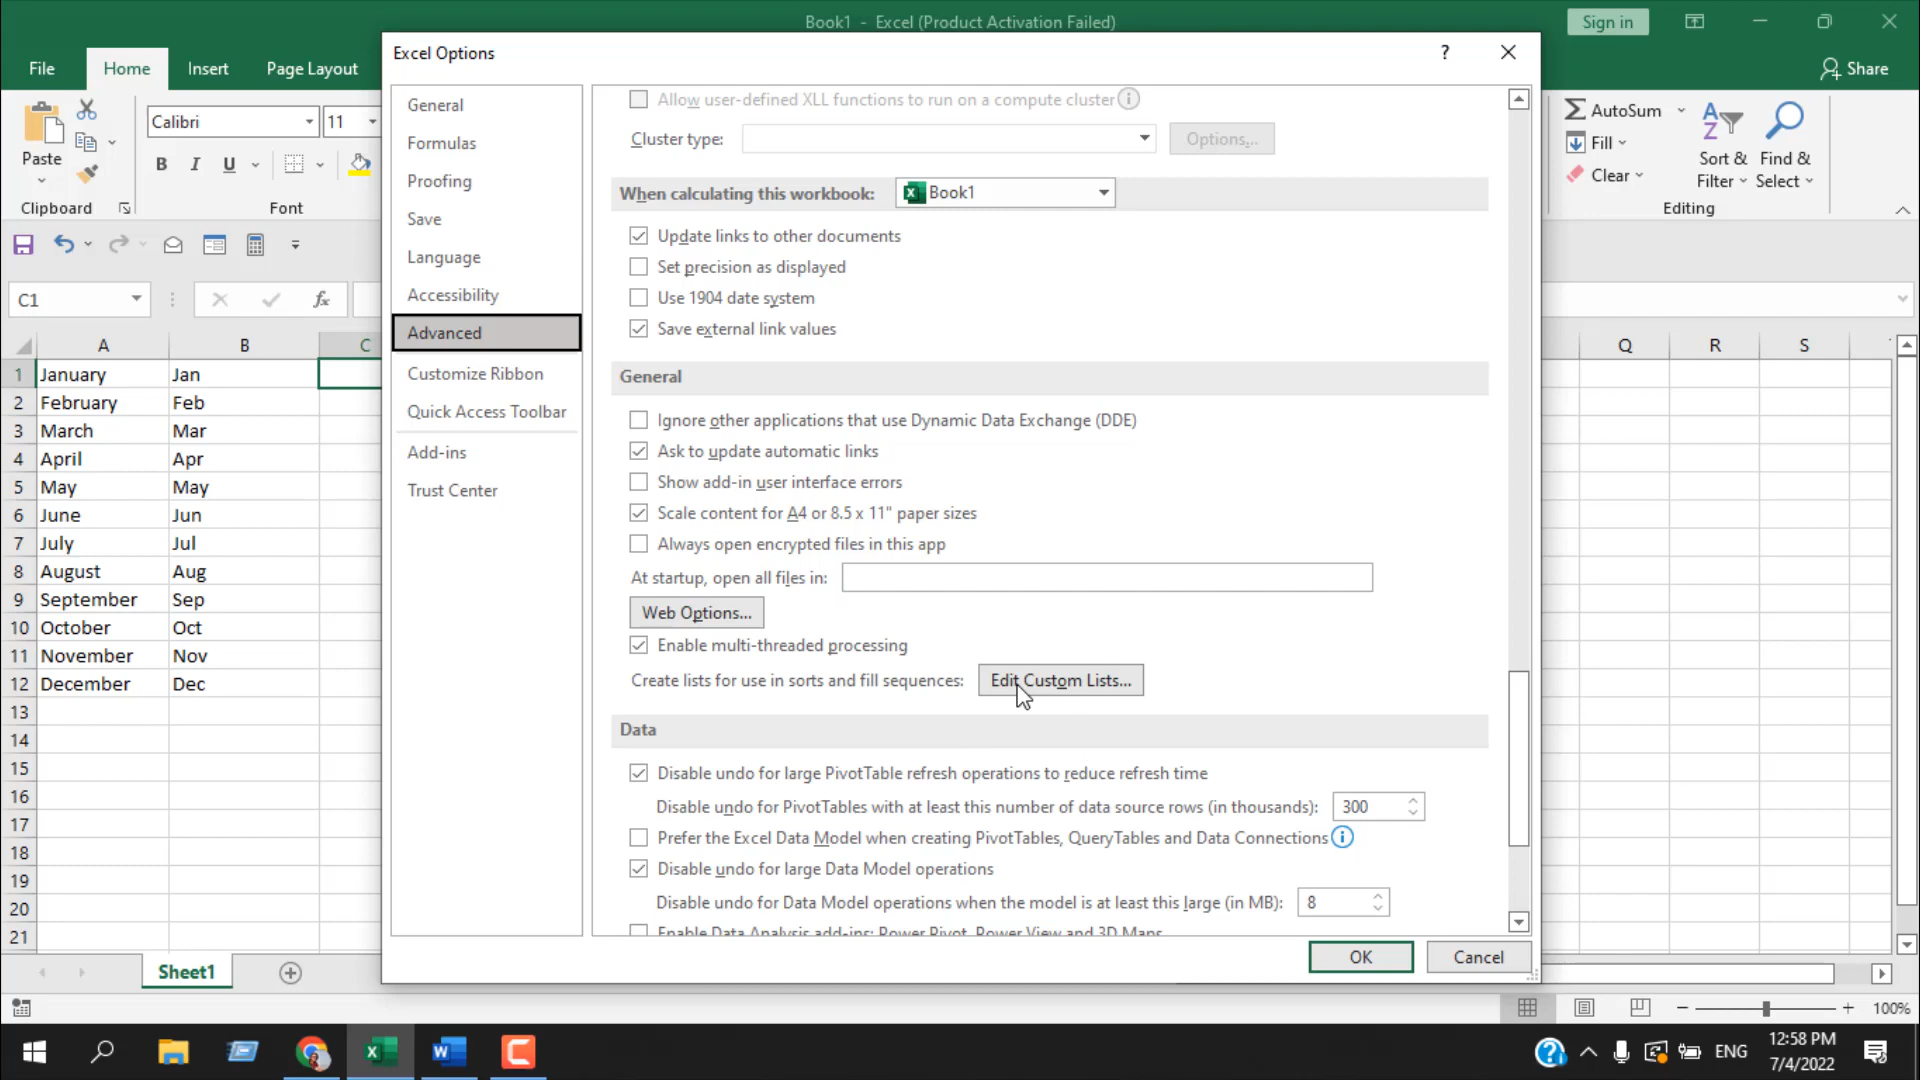 Book1 - Excel (Product Activation Failed)
Sign in
File
Home
Insert
Page Layout
Share
Paste
Clipboard
Calibri
11
B I U
Font
AutoSum
Fill
Clear
Sort &
Filter
Find &
Select
Editing
C1
fx
A B C Q R S
1 January Jan
2 February Feb
3 March Mar
4 April Apr
5 May May
6 June Jun
7 July Jul
8 August Aug
9 September Sep
10 October Oct
11 November Nov
12 December Dec
13
14
15
16
17
18
19
20
21
Excel Options
?
General
Formulas
Proofing
Save
Language
Accessibility
Advanced
Customize Ribbon
Quick Access Toolbar
Add-ins
Trust Center
Allow user-defined XLL functions to run on a compute cluster
Cluster type:
Options...
When calculating this workbook: Book1
Update links to other documents
Set precision as displayed
Use 1904 date system
Save external link values
General
Ignore other applications that use Dynamic Data Exchange (DDE)
Ask to update automatic links
Show add-in user interface errors
Scale content for A4 or 8.5 x 11" paper sizes
Always open encrypted files in this app
At startup, open all files in:
Web Options...
Enable multi-threaded processing
Create lists for use in sorts and fill sequences: Edit Custom Lists...
Data
Disable undo for large PivotTable refresh operations to reduce refresh time
Disable undo for PivotTables with at least this number of data source rows (in thousands): 300
Prefer the Excel Data Model when creating PivotTables, QueryTables and Data Connections
Disable undo for large Data Model operations
Disable undo for Data Model operations when the model is at least this large (in MB): 8
Enable Data Analysis add-ins: Power Pivot, Power View and 3D Maps
OK
Cancel
Sheet1
100%
ENG
12:58 PM
7/4/2022